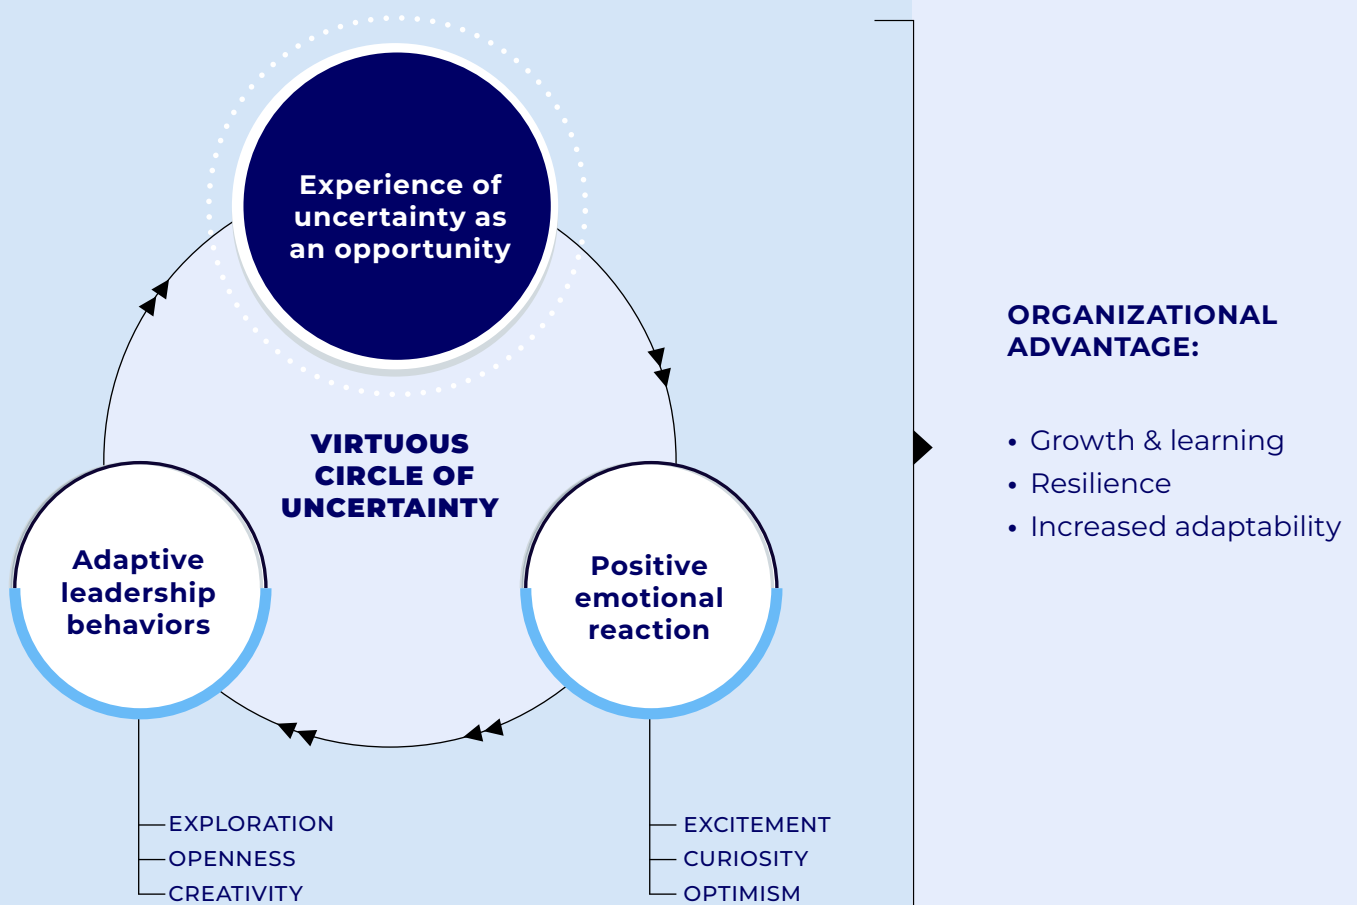 Experience of
uncertainty as
an opportunity
VIRTUOUS
CIRCLE OF
UNCERTAINTY
Adaptive
leadership
behaviors
Positive
emotional
reaction
EXPLORATION
OPENNESS
CREATIVITY
EXCITEMENT
CURIOSITY
OPTIMISM
ORGANIZATIONAL
ADVANTAGE:
• Growth & learning
• Resilience
• Increased adaptability